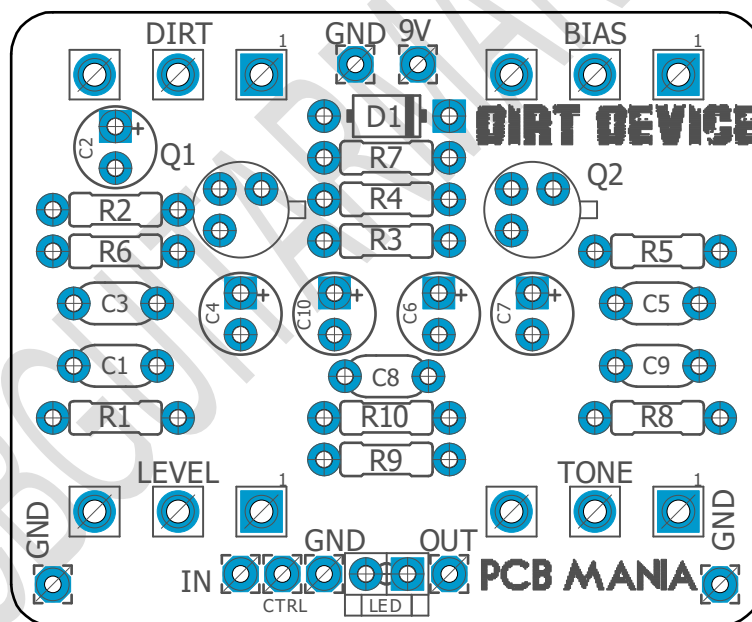 DIRT GND 9V BIAS
1 1
D1 DIRT DEVICE
C2 + Q1 R7 Q2
R2 R4
R6 R3 R5
C3 C4 + C10 + C6 + C7 + C5
C1 C8 C9
R1 R10 R8
R9
LEVEL 1 TONE 1
GND GND
IN GND OUT PCB MANIA
CTRL LED